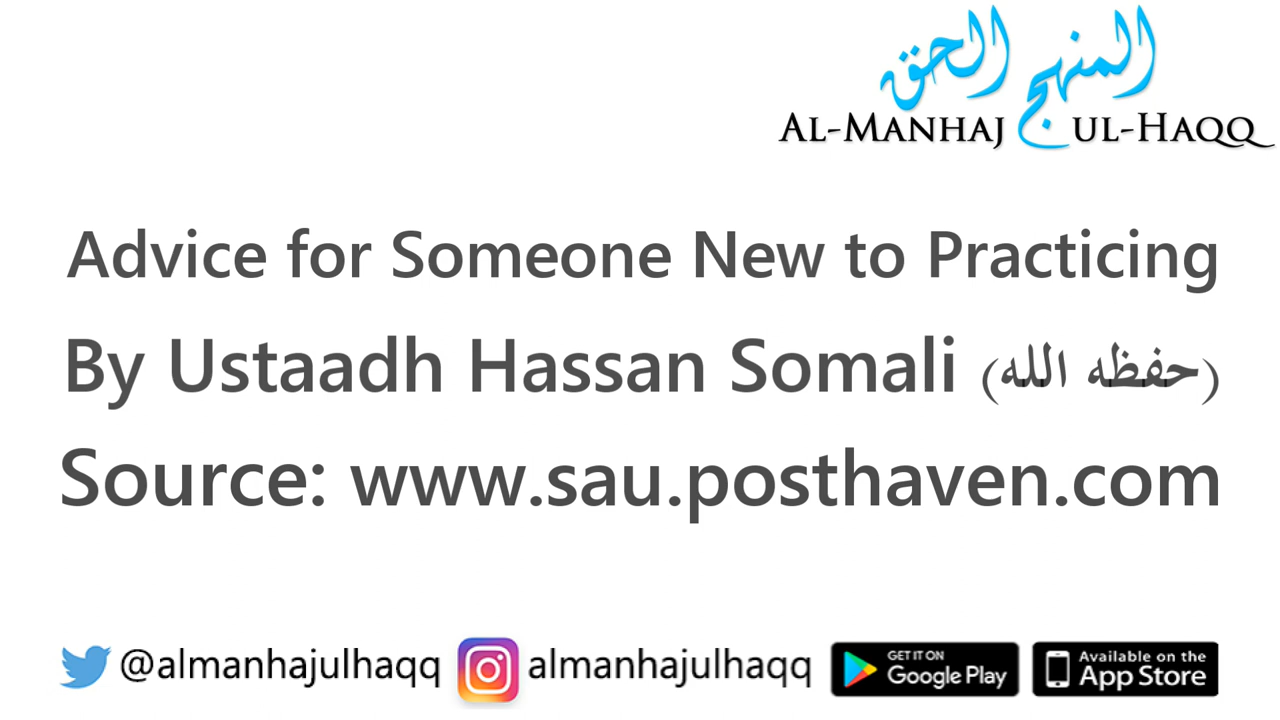 المنهج الحق
AL-MANHAJ UL-HAQQ
Advice for Someone New to Practicing
By Ustaadh Hassan Somali (حفظه الله)
Source: www.sau.posthaven.com
@almanhajulhaqq almanhajulhaqq GET IT ON Google Play Available on the App Store